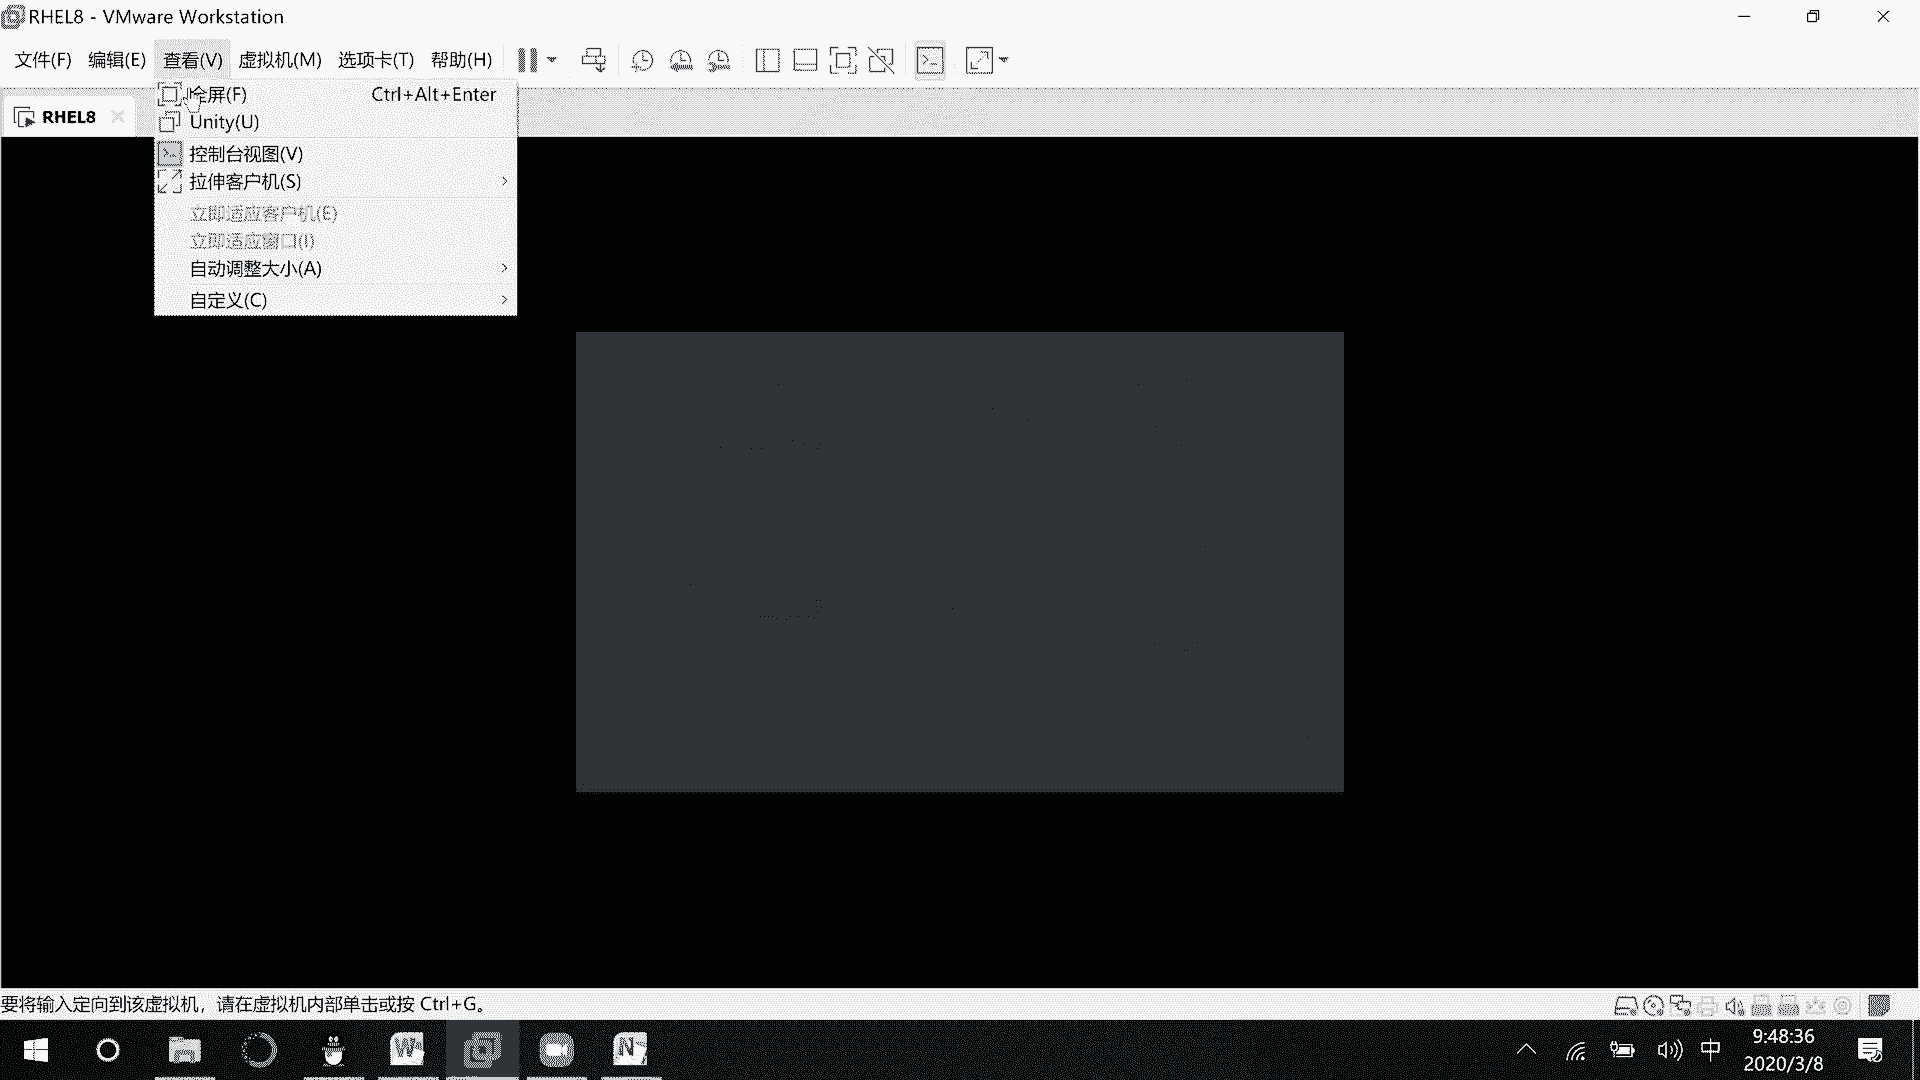 RHEL8 - VMware Workstation
文件(F) 编辑(E) 查看(V) 虚拟机(M) 选项卡(T) 帮助(H)
全屏(F) Ctrl+Alt+Enter
RHEL8
Unity(U)
控制台视图(V)
拉伸客户机(S)
立即适应客户机(E)
立即适应窗口(I)
自动调整大小(A)
自定义(C)
要将输入定向到该虚拟机，请在虚拟机内部单击或按 Ctrl+G。
W N 中 9:48:36
2020/3/8